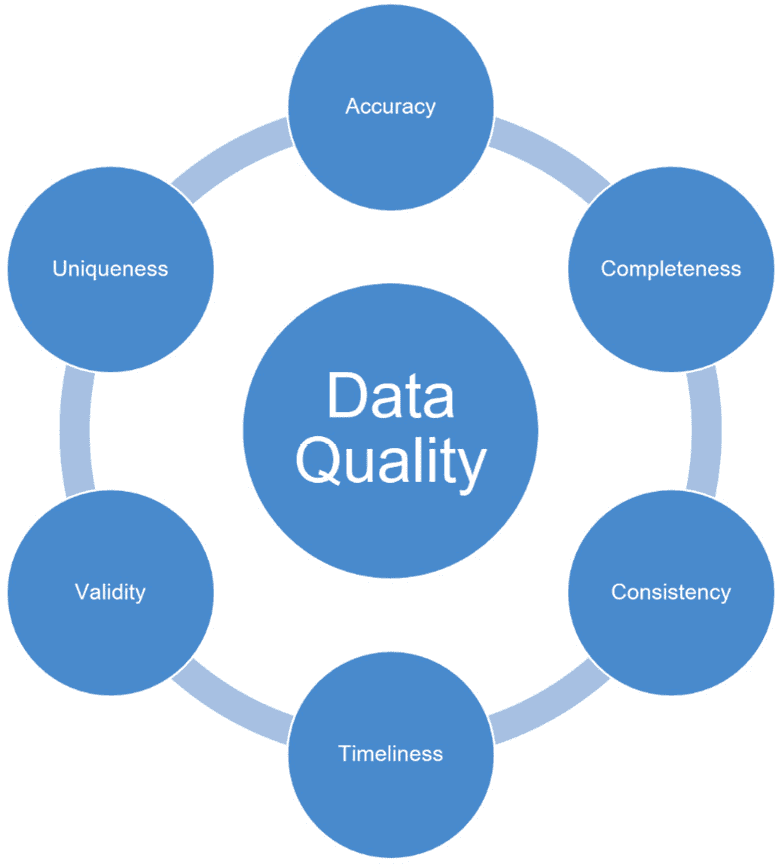 Accuracy
Uniqueness
Completeness
Data
Quality
Validity
Consistency
Timeliness